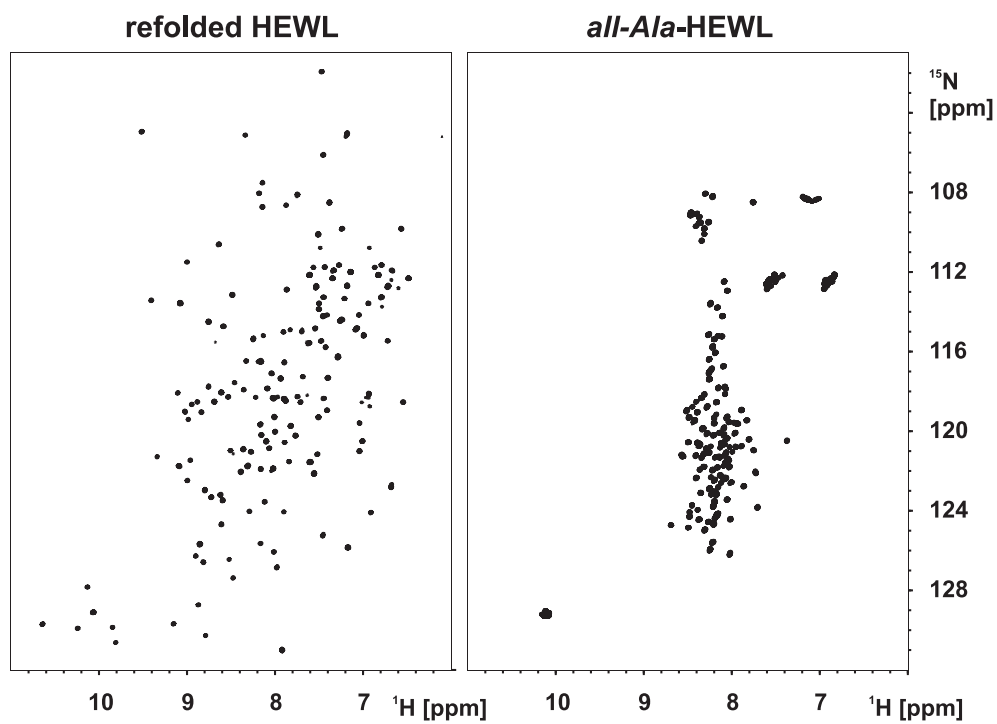 refolded HEWL
all-Ala-HEWL
15N
[ppm]
108
112
116
120
124
128
10 9 8 7 1H [ppm]
10 9 8 7 1H [ppm]